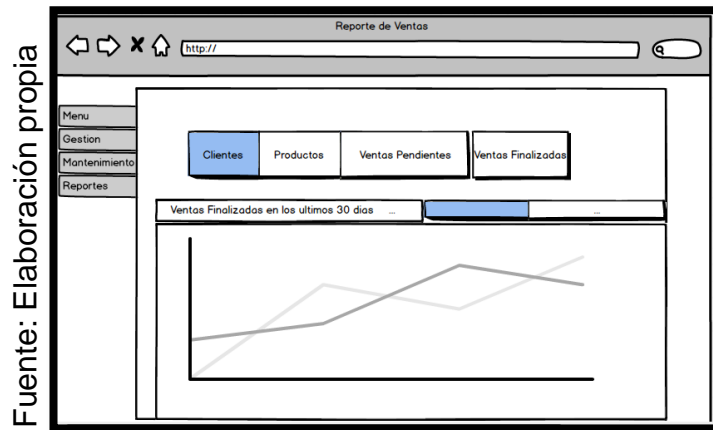 Fuente: Elaboración propia
Reporte de Ventas
http://
Menu
Gestion
Mantenimiento
Reportes
Clientes
Productos
Ventas Pendientes
Ventas Finalizadas
Ventas Finalizadas en los ultimos 30 dias ...
...